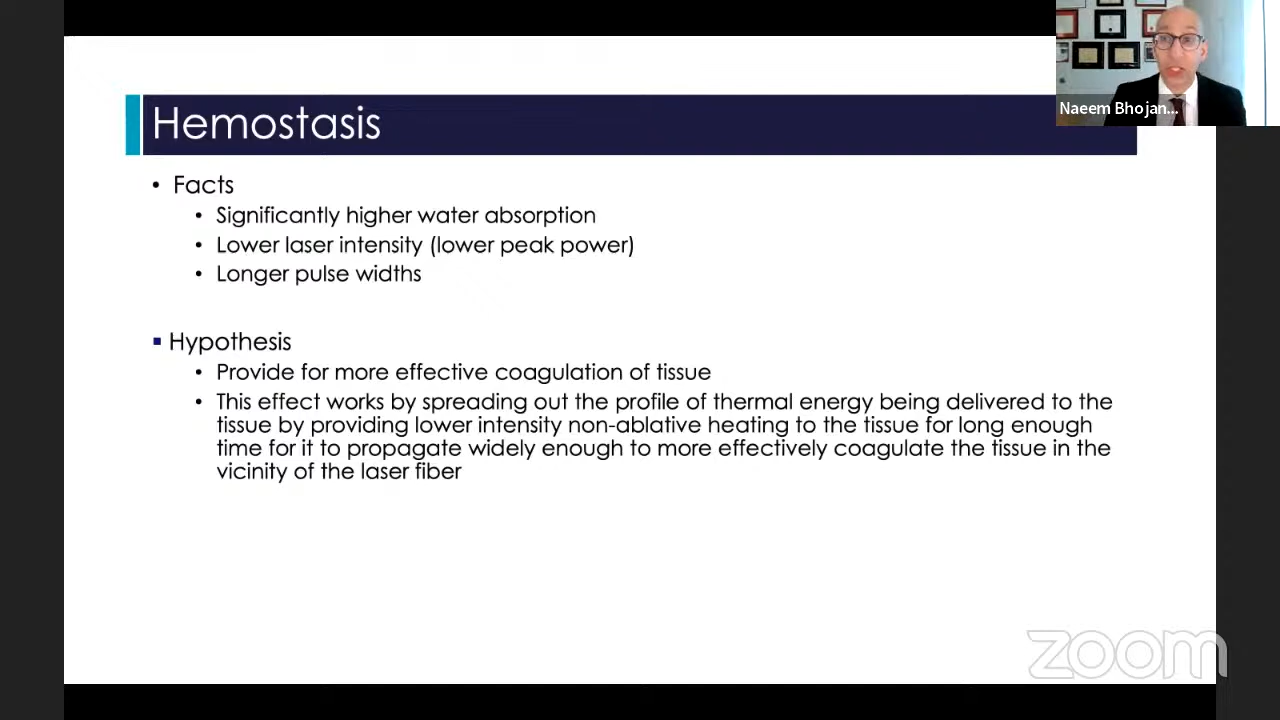 Hemostasis
Naeem Bhojan...
• Facts
• Significantly higher water absorption
• Lower laser intensity (lower peak power)
• Longer pulse widths
▪ Hypothesis
• Provide for more effective coagulation of tissue
• This effect works by spreading out the profile of thermal energy being delivered to the
tissue by providing lower intensity non-ablative heating to the tissue for long enough
time for it to propagate widely enough to more effectively coagulate the tissue in the
vicinity of the laser fiber
zoom